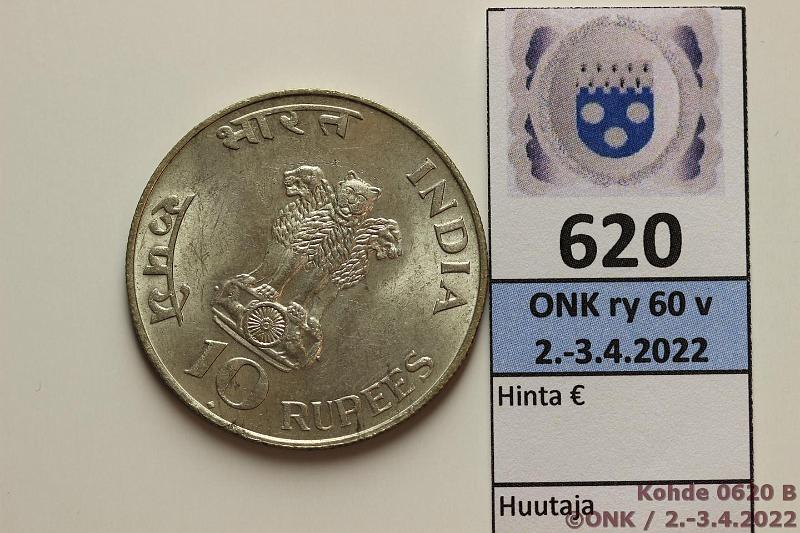 भारत
INDIA
रुपये
10
RUPEES
620
ONK ry 60 v
2.-3.4.2022
Hinta €
Huutaja
Kohde 0620 B
©ONK / 2.-3.4.2022